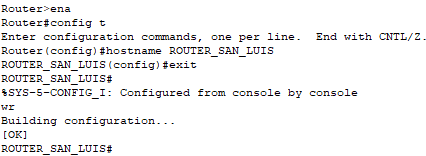 Router>ena
Router#config t
Enter configuration commands, one per line.  End with CNTL/Z.
Router(config)#hostname ROUTER_SAN_LUIS
ROUTER_SAN_LUIS(config)#exit
ROUTER_SAN_LUIS#
%SYS-5-CONFIG_I: Configured from console by console
wr
Building configuration...
[OK]
ROUTER_SAN_LUIS#